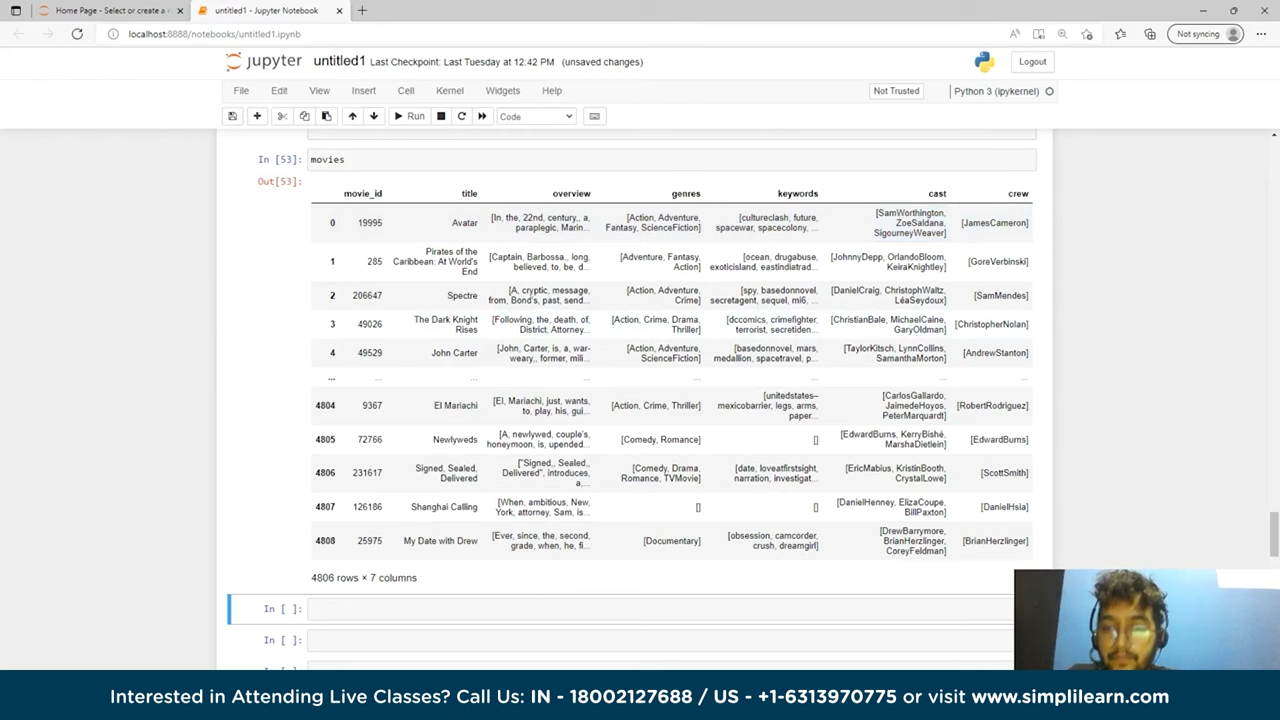 Home Page - Select or create a n
untitled1 - Jupyter Notebook
localhost:8888/notebooks/untitled1.ipynb
Not syncing
jupyter untitled1 Last Checkpoint: Last Tuesday at 12:42 PM (unsaved changes)
Logout
File Edit View Insert Cell Kernel Widgets Help
Not Trusted
Python 3 (ipykernel)
Run
Code
In [53]: movies
Out[53]:
movie_id title overview genres keywords cast crew
0 19995 Avatar [In, the, 22nd, century,, a, paraplegic, Marin... [Action, Adventure, Fantasy, ScienceFiction] [cultureclash, future, spacewar, spacecolony, ... [SamWorthington, ZoeSaldana, SigourneyWeaver] [JamesCameron]
1 285 Pirates of the Caribbean: At World's End [Captain, Barbossa,, long, believed, to, be, d... [Adventure, Fantasy, Action] [ocean, drugabuse, exoticisland, eastindiatrad... [JohnnyDepp, OrlandoBloom, KeiraKnightley] [GoreVerbinski]
2 206647 Spectre [A, cryptic, message, from, Bond's, past, send... [Action, Adventure, Crime] [spy, basedonnovel, secretagent, sequel, mi6, ... [DanielCraig, ChristophWaltz, LéaSeydoux] [SamMendes]
3 49026 The Dark Knight Rises [Following, the, death, of, District, Attorney... [Action, Crime, Drama, Thriller] [dccomics, crimefighter, terrorist, secretiden... [ChristianBale, MichaelCaine, GaryOldman] [ChristopherNolan]
4 49529 John Carter [John, Carter, is, a, war-weary,, former, mili... [Action, Adventure, ScienceFiction] [basedonnovel, mars, medallion, spacetravel, p... [TaylorKitsch, LynnCollins, SamanthaMorton] [AndrewStanton]
... ... ... ... ... ... ... ...
4804 9367 El Mariachi [El, Mariachi, just, wants, to, play, his, gui... [Action, Crime, Thriller] [unitedstates–mexicobarrier, legs, arms, paper... [CarlosGallardo, JaimedeHoyos, PeterMarquardt] [RobertRodriguez]
4805 72766 Newlyweds [A, newlywed, couple's, honeymoon, is, upended... [Comedy, Romance] [] [EdwardBurns, KerryBishé, MarshaDietlein] [EdwardBurns]
4806 231617 Signed, Sealed, Delivered ["Signed,, Sealed,, Delivered", introduces, a,... [Comedy, Drama, Romance, TVMovie] [date, loveatfirstsight, narration, investigat... [EricMabius, KristinBooth, CrystalLowe] [ScottSmith]
4807 126186 Shanghai Calling [When, ambitious, New, York, attorney, Sam, is... [] [] [DanielHenney, ElizaCoupe, BillPaxton] [DanielHsia]
4808 25975 My Date with Drew [Ever, since, the, second, grade, when, he, fi... [Documentary] [obsession, camcorder, crush, dreamgirl] [DrewBarrymore, BrianHerzlinger, CoreyFeldman] [BrianHerzlinger]
4806 rows × 7 columns
In [ ]:
In [ ]:
Interested in Attending Live Classes? Call Us: IN - 18002127688 / US - +1-6313970775 or visit www.simplilearn.com